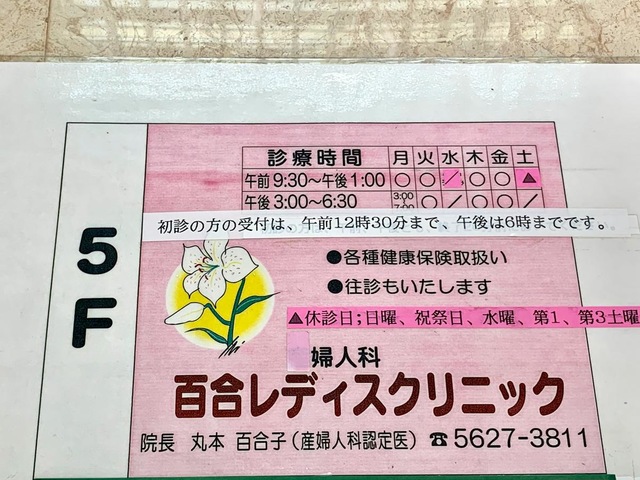 診療時間 月 火 水 木 金 土
午前 9:30～午後 1:00 ○ ○ ／ ○ ○ ▲
午後 3:00～6:30 3:00 ○ ／ ○ ○ ／
初診の方の受付は、午前12時30分まで、午後は6時までです。
●各種健康保険取扱い
●往診もいたします
▲休診日;日曜、祝祭日、水曜、第1、第3土曜
5F
婦人科
百合レディスクリニック
院長 丸本 百合子(産婦人科認定医) ☎5627-3811